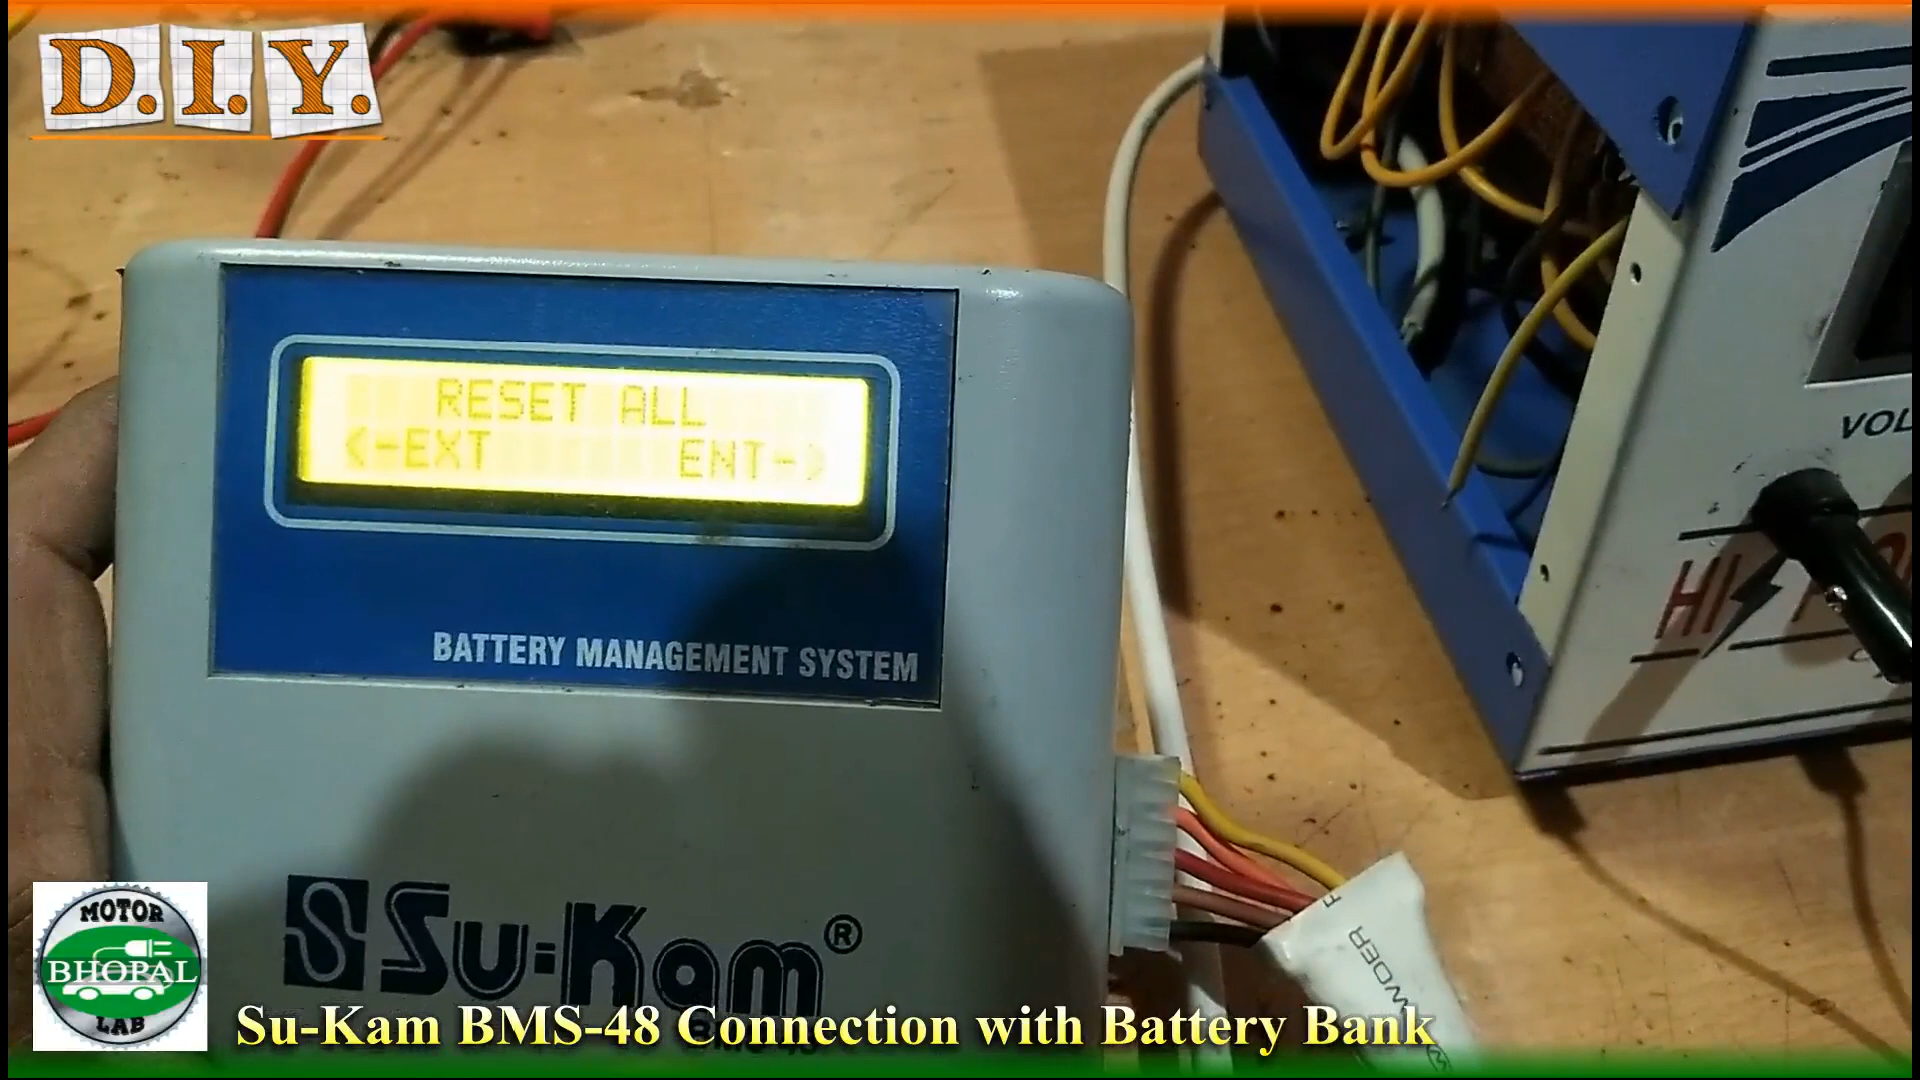 D.I.Y.
RESET ALL
<-EXT ENT->
BATTERY MANAGEMENT SYSTEM
VOL
HI
Su-Kam®
MOTOR
BHOPAL
LAB
Su-Kam BMS-48 Connection with Battery Bank